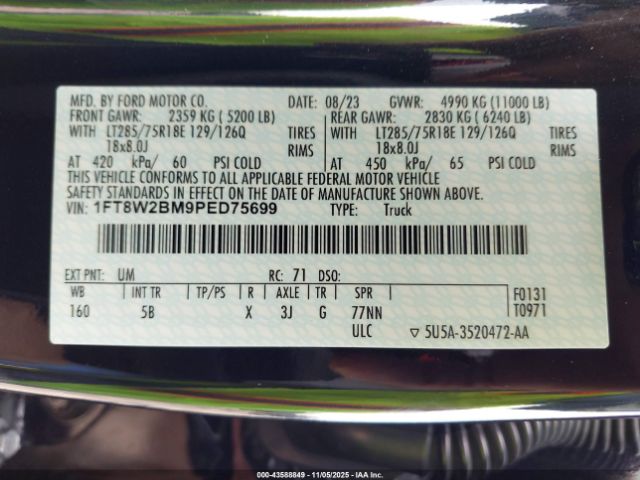 MFD. BY FORD MOTOR CO. DATE: 08/23 GVWR: 4990 KG (11000 LB)
FRONT GAWR: 2359 KG ( 5200 LB) REAR GAWR: 2830 KG ( 6240 LB)
WITH LT285/75R18E 129/126Q TIRES WITH LT285/75R18E 129/126Q TIRES
18x8.0J RIMS 18x8.0J RIMS
AT 420 kPa/ 60 PSI COLD AT 450 kPa/ 65 PSI COLD
THIS VEHICLE CONFORMS TO ALL APPLICABLE FEDERAL MOTOR VEHICLE
SAFETY STANDARDS IN EFFECT ON THE DATE OF MANUFACTURE SHOWN ABOVE.
VIN: 1FT8W2BM9PED75699 TYPE: Truck
EXT PNT: UM RC: 71 DSO:
WB INT TR TP/PS R AXLE TR SPR F0131
160 5B X 3J G 77NN T0971
ULC ▽ 5U5A-3520472-AA
000-43588849 - 11/05/2025 - IAA Inc.